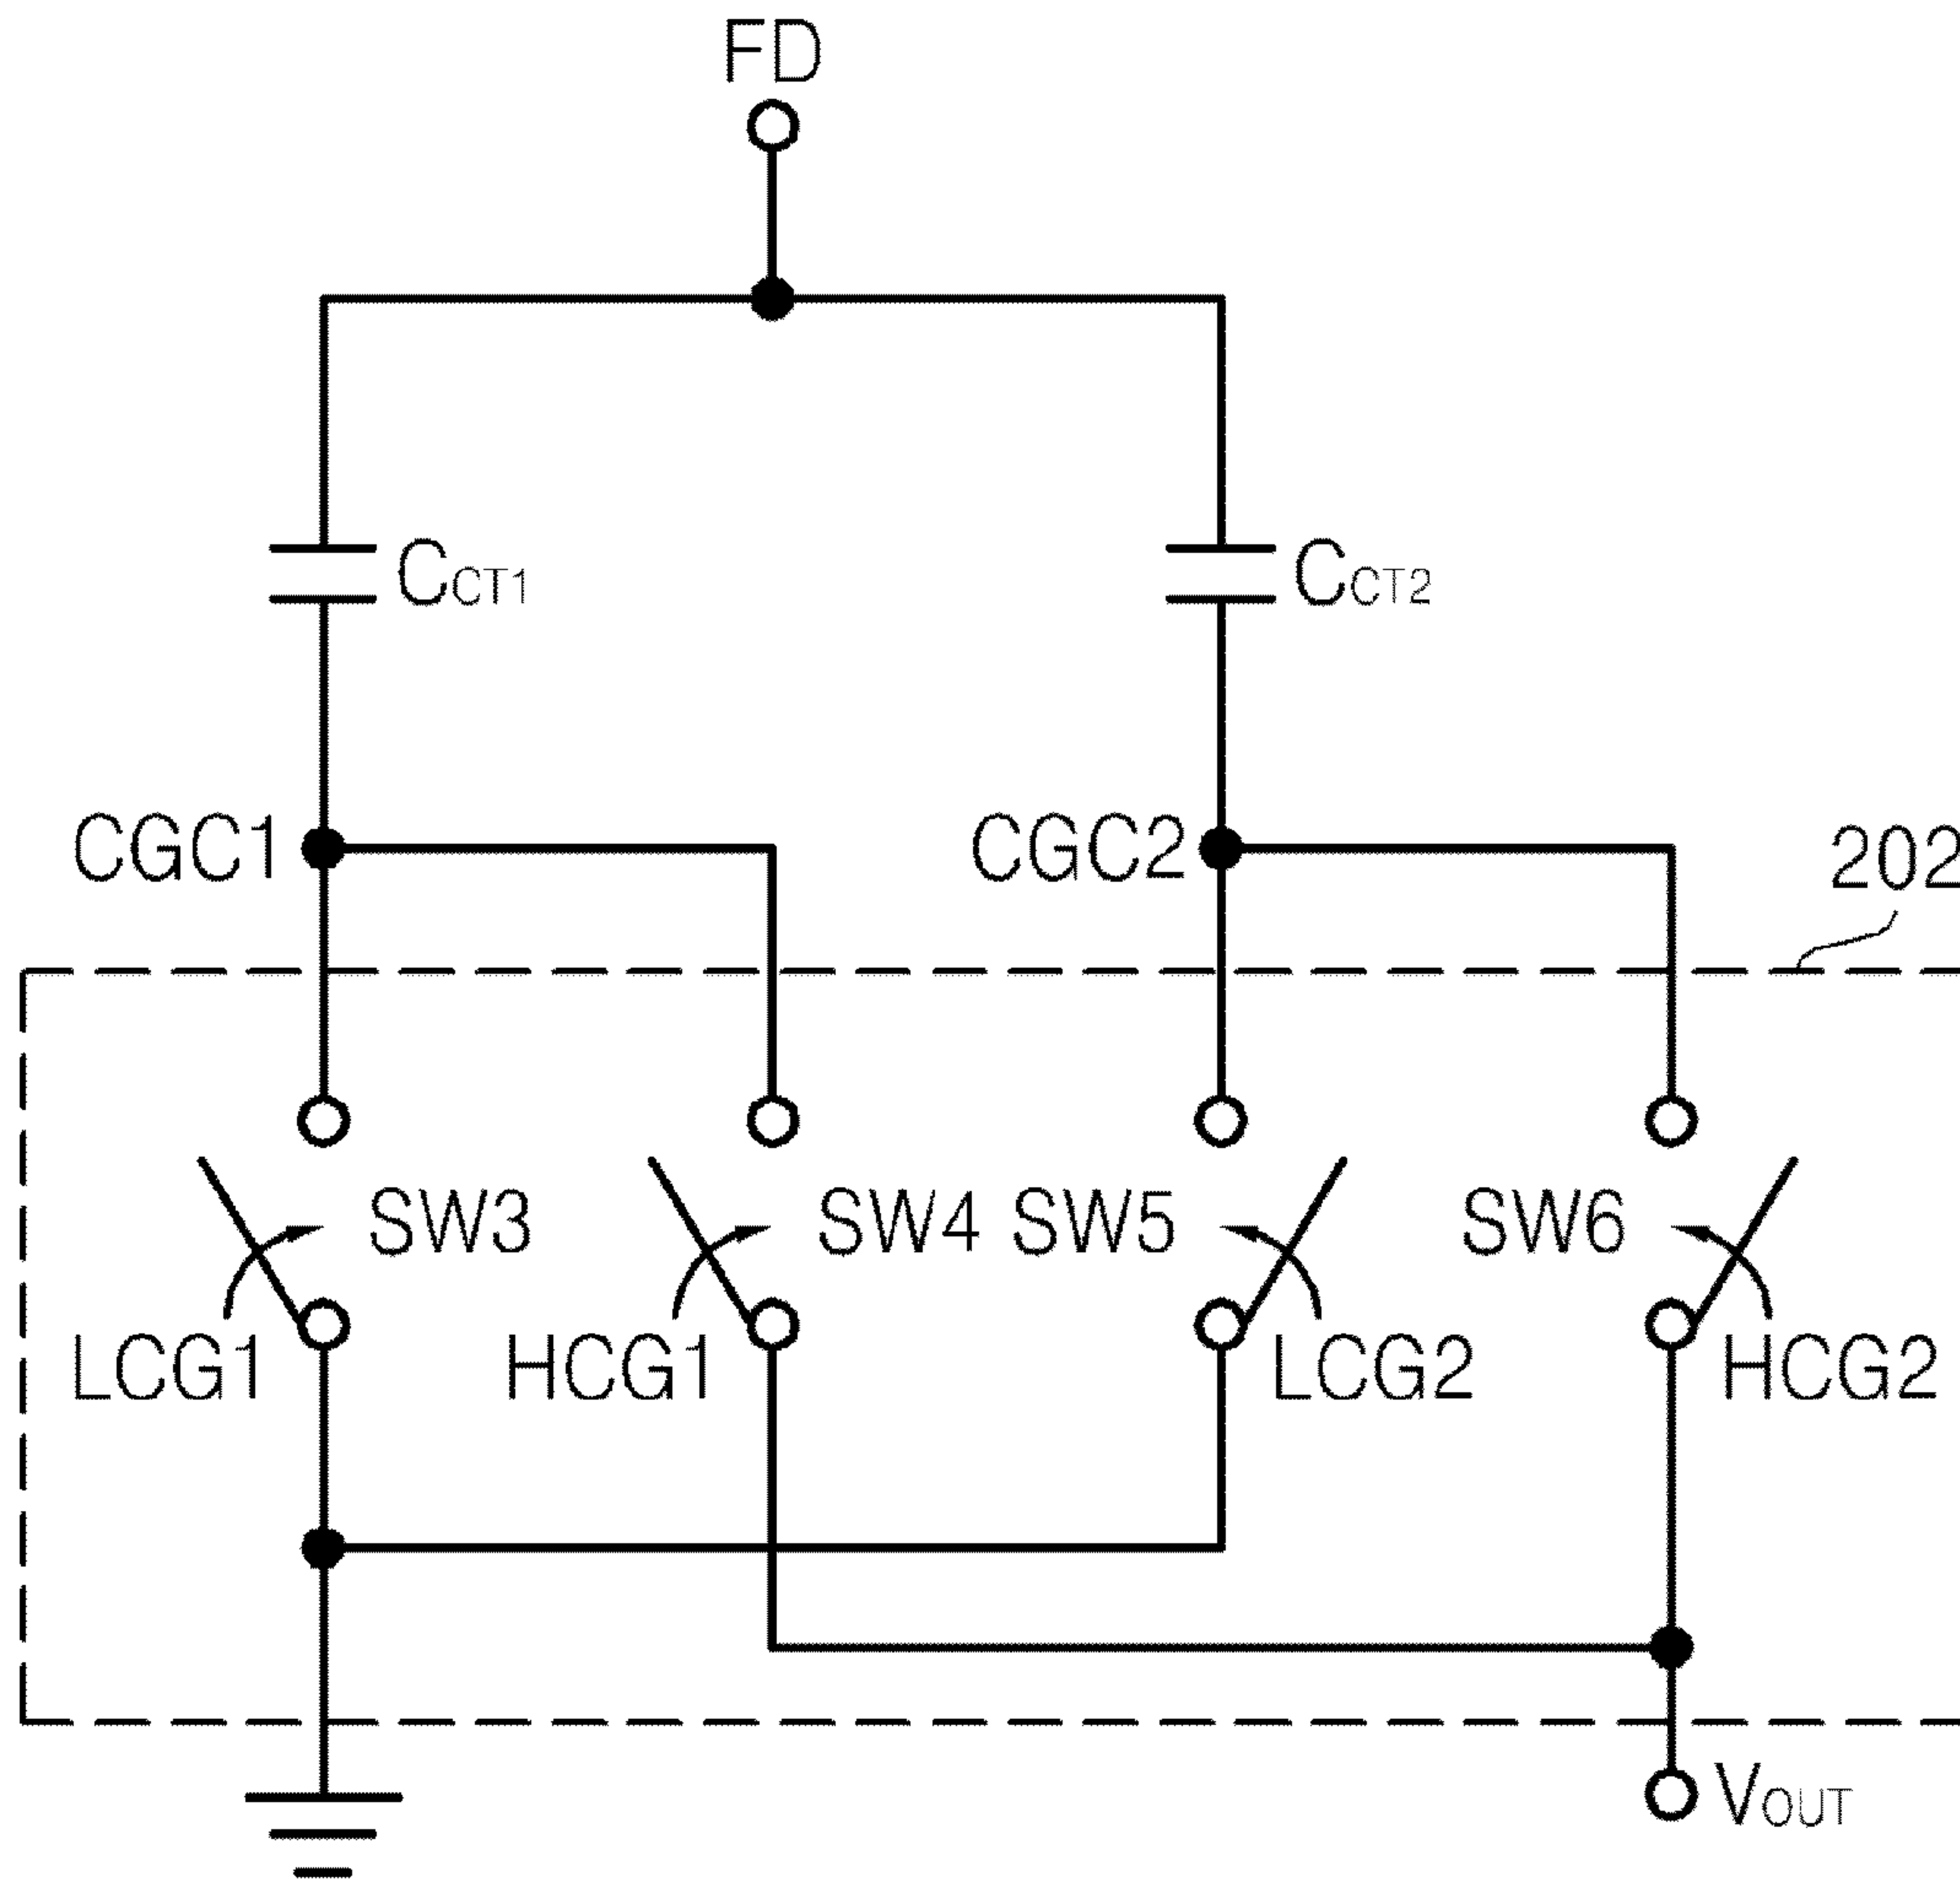 FD
CCT1
CCT2
CGC1
CGC2
202
SW3
SW4
SW5
SW6
LCG1
HCG1
LCG2
HCG2
VOUT